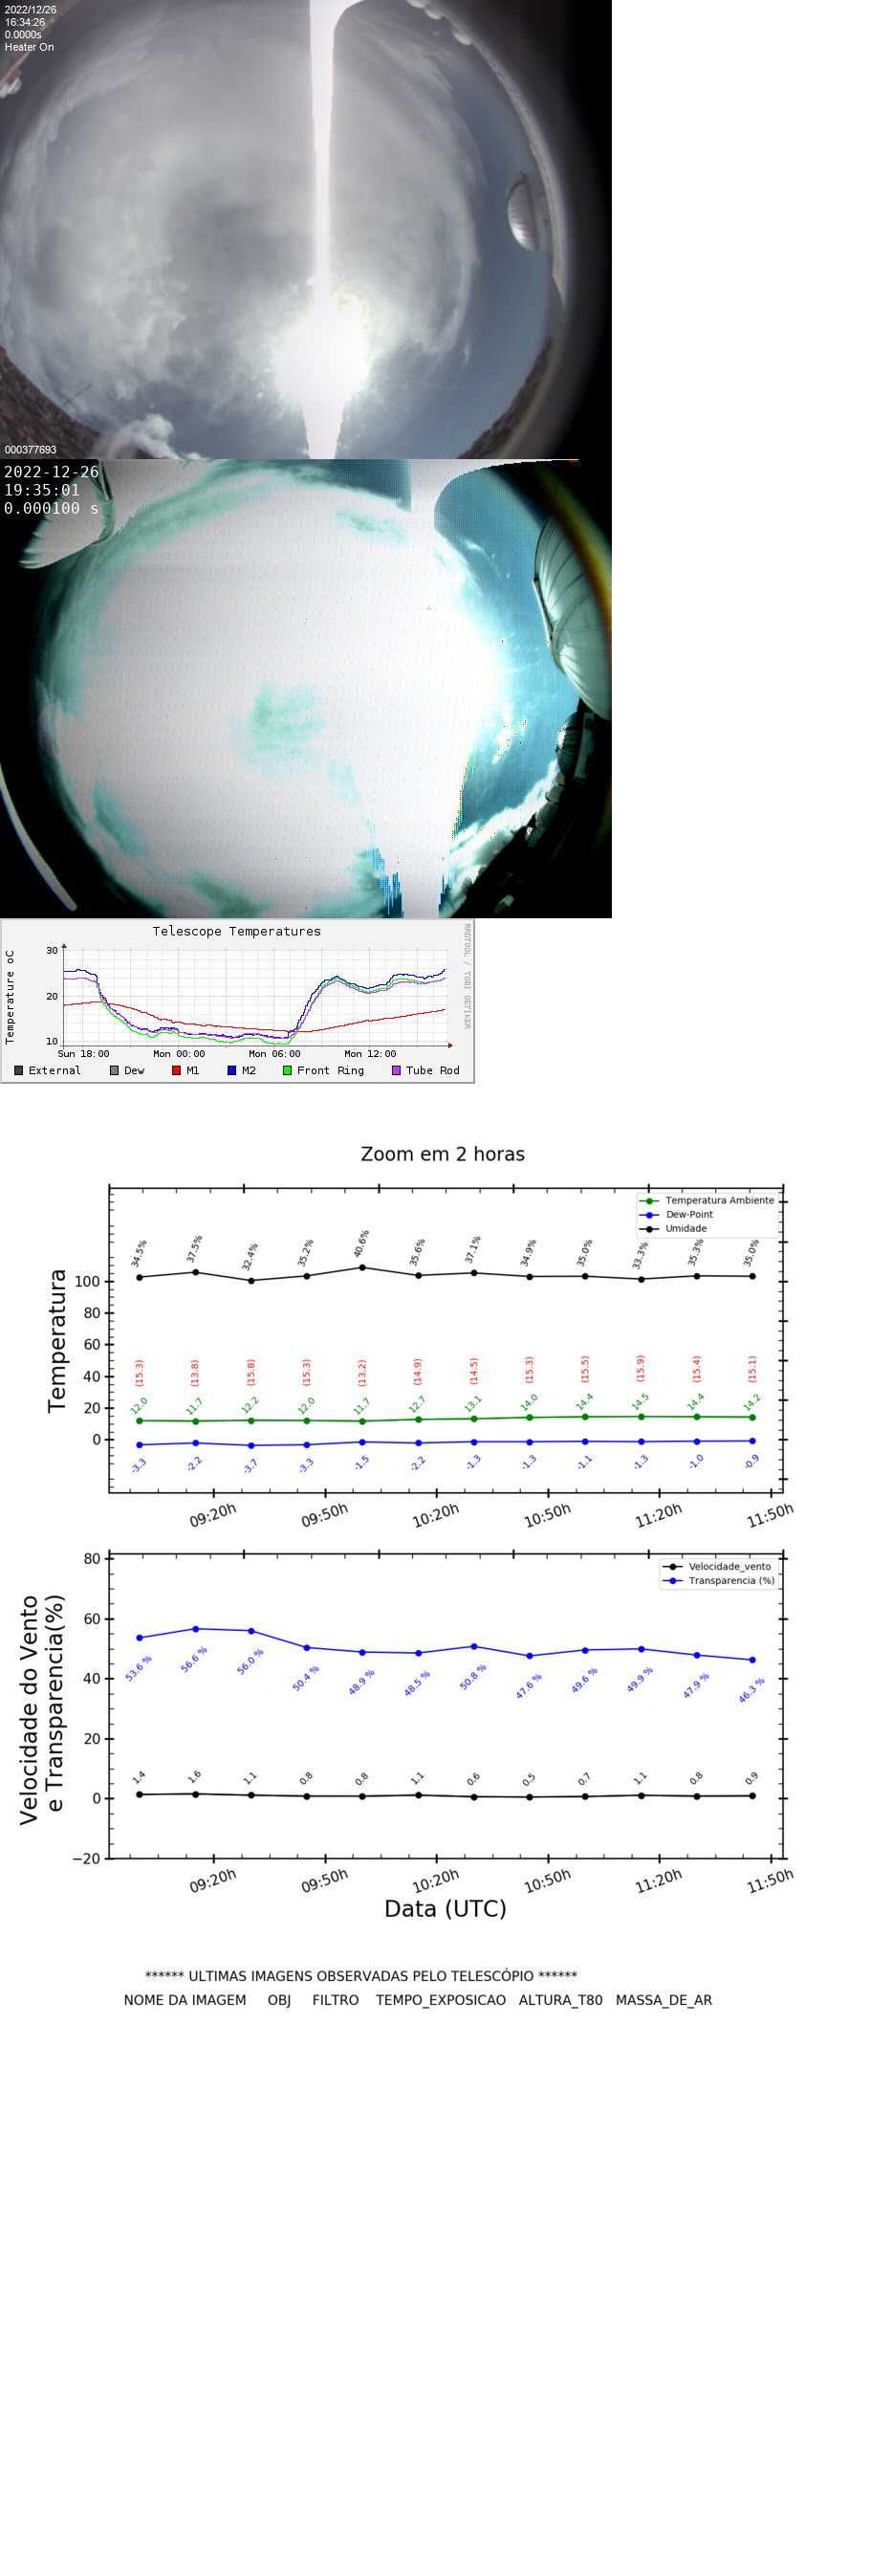 2022/12/26
16:34:26
0.0000s
Heater On
000377693
2022-12-26
19:35:01
0.000100 s
Telescope Temperatures
RRDTOOL / TOBI OETIKER
Temperature oC
30
20
10
Sun 18:00 Mon 00:00 Mon 06:00 Mon 12:00
External Dew M1 M2 Front Ring Tube Rod
Zoom em 2 horas
Temperatura Ambiente
Dew-Point
Umidade
34.5% 37.5% 32.4% 35.2% 40.6% 35.6% 37.1% 34.9% 35.0% 33.3% 35.3% 35.0%
Temperatura
100
80
60
40
20
0
(15.3) (13.8) (15.8) (15.3) (13.2) (14.9) (14.5) (15.3) (15.5) (15.9) (15.4) (15.1)
12.0 11.7 12.2 12.0 11.7 12.7 13.1 14.0 14.4 14.5 14.4 14.2
-3.3 -2.2 -3.7 -3.3 -1.5 -2.2 -1.3 -1.3 -1.1 -1.3 -1.0 -0.9
09:20h 09:50h 10:20h 10:50h 11:20h 11:50h
Velocidade_vento
Transparencia (%)
Velocidade do Vento
e Transparencia(%)
80
60
40
20
0
−20
53.6 % 56.6 % 56.0 % 50.4 % 48.9 % 48.5 % 50.8 % 47.6 % 49.6 % 49.9 % 47.9 % 46.3 %
1.4 1.6 1.1 0.8 0.8 1.1 0.6 0.5 0.7 1.1 0.8 0.9
09:20h 09:50h 10:20h 10:50h 11:20h 11:50h
Data (UTC)
****** ULTIMAS IMAGENS OBSERVADAS PELO TELESCÓPIO ******
NOME DA IMAGEM OBJ FILTRO TEMPO_EXPOSICAO ALTURA_T80 MASSA_DE_AR